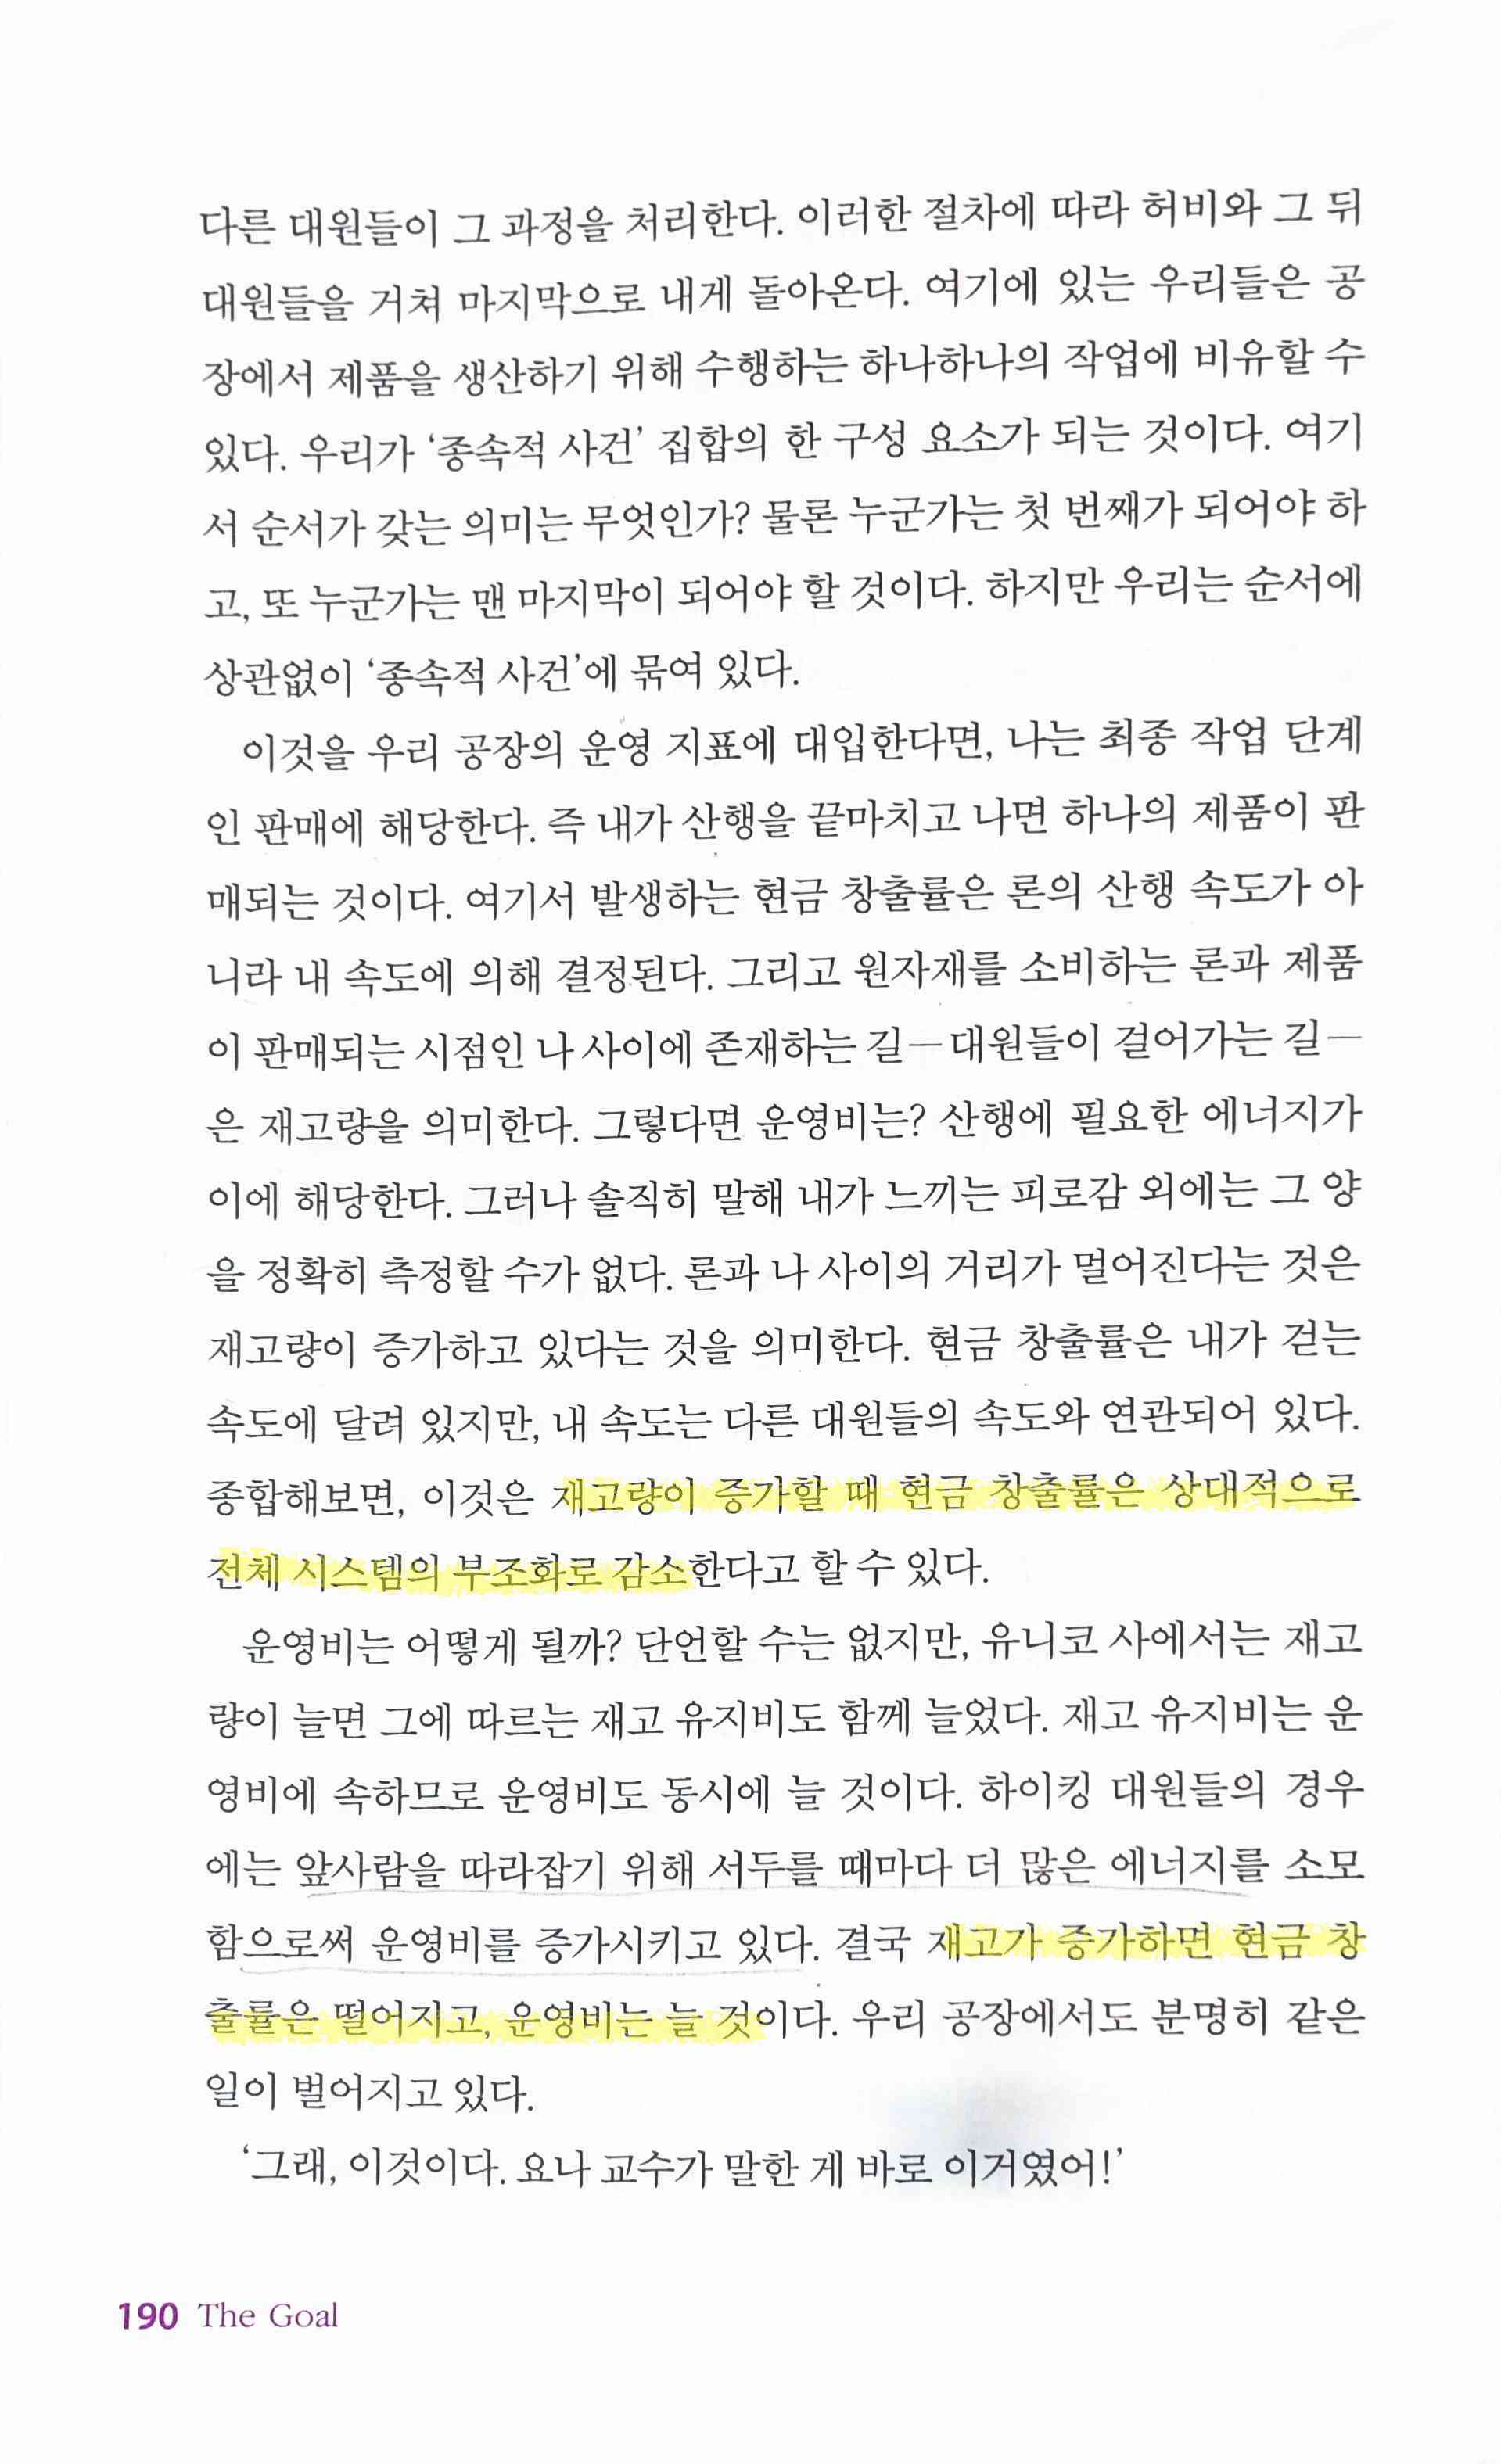 다른 대원들이 그 과정을 처리한다. 이러한 절차에 따라 허비와 그 뒤
대원들을 거쳐 마지막으로 내게 돌아온다. 여기에 있는 우리들은 공
장에서 제품을 생산하기 위해 수행하는 하나하나의 작업에 비유할 수
있다. 우리가 ‘종속적 사건’ 집합의 한 구성 요소가 되는 것이다. 여기
서 순서가 갖는 의미는 무엇인가? 물론 누군가는 첫 번째가 되어야 하
고, 또 누군가는 맨 마지막이 되어야 할 것이다. 하지만 우리는 순서에
상관없이 ‘종속적 사건’에 묶여 있다.
이것을 우리 공장의 운영 지표에 대입한다면, 나는 최종 작업 단계
인 판매에 해당한다. 즉 내가 산행을 끝마치고 나면 하나의 제품이 판
매되는 것이다. 여기서 발생하는 현금 창출률은 론의 산행 속도가 아
니라 내 속도에 의해 결정된다. 그리고 원자재를 소비하는 론과 제품
이 판매되는 시점인 나 사이에 존재하는 길―대원들이 걸어가는 길―
은 재고량을 의미한다. 그렇다면 운영비는? 산행에 필요한 에너지가
이에 해당한다. 그러나 솔직히 말해 내가 느끼는 피로감 외에는 그 양
을 정확히 측정할 수가 없다. 론과 나 사이의 거리가 멀어진다는 것은
재고량이 증가하고 있다는 것을 의미한다. 현금 창출률은 내가 걷는
속도에 달려 있지만, 내 속도는 다른 대원들의 속도와 연관되어 있다.
종합해보면, 이것은 재고량이 증가할 때 현금 창출률은 상대적으로
전체 시스템의 부조화로 감소한다고 할 수 있다.
운영비는 어떻게 될까? 단언할 수는 없지만, 유니코 사에서는 재고
량이 늘면 그에 따르는 재고 유지비도 함께 늘었다. 재고 유지비는 운
영비에 속하므로 운영비도 동시에 늘 것이다. 하이킹 대원들의 경우
에는 앞사람을 따라잡기 위해 서두를 때마다 더 많은 에너지를 소모
함으로써 운영비를 증가시키고 있다. 결국 재고가 증가하면 현금 창
출률은 떨어지고, 운영비는 늘 것이다. 우리 공장에서도 분명히 같은
일이 벌어지고 있다.
‘그래, 이것이다. 요나 교수가 말한 게 바로 이거였어!’
190 The Goal